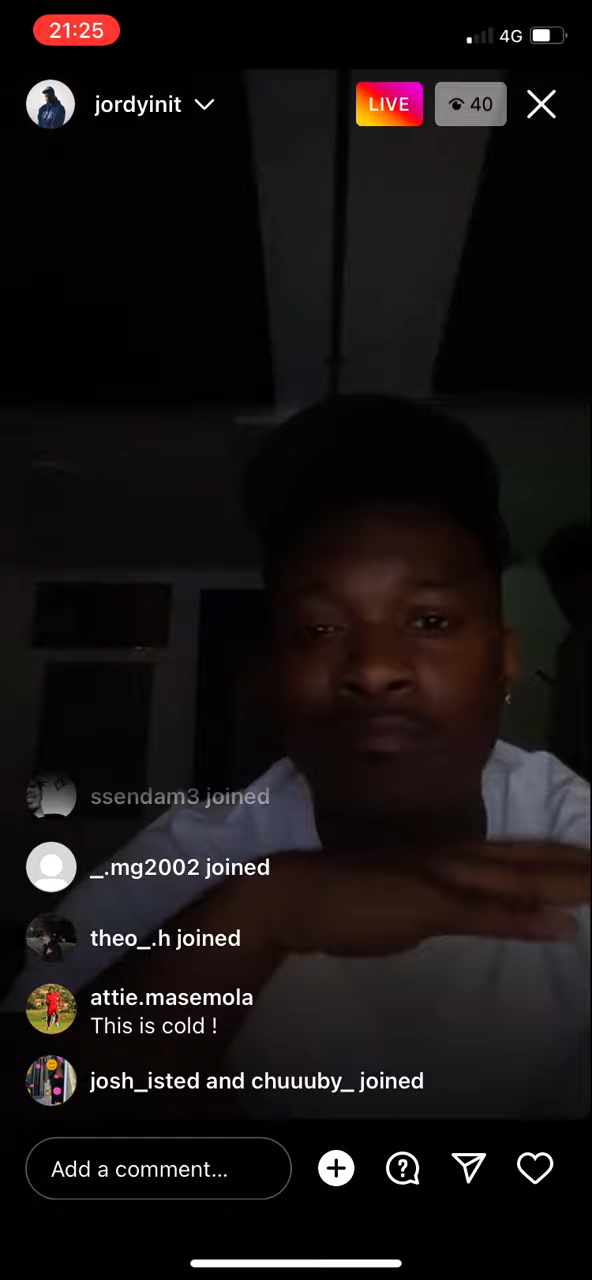 21:25
4G
jordyinit
LIVE
40
ssendam3 joined
_.mg2002 joined
theo_.h joined
attie.masemola
This is cold !
josh_isted and chuuuby_ joined
Add a comment...